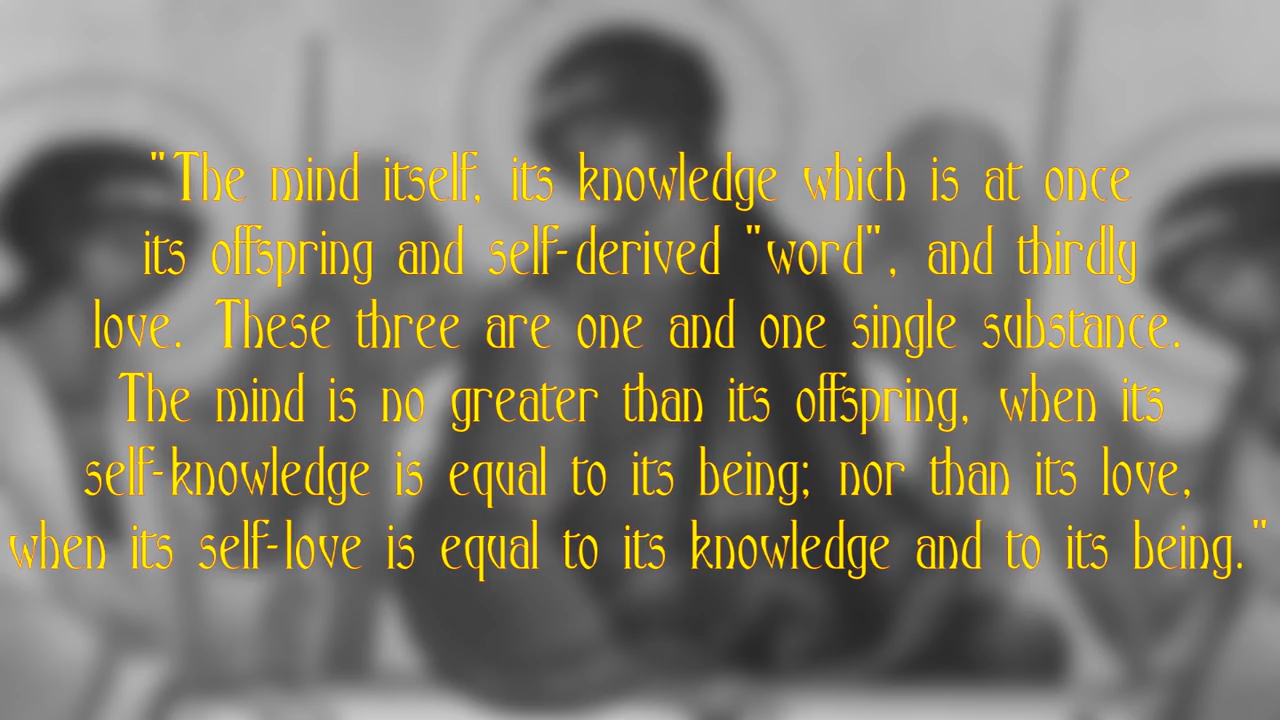 "The mind itself, its knowledge which is at once
its offspring and self-derived "word", and thirdly
love. These three are one and one single substance.
The mind is no greater than its offspring, when its
self-knowledge is equal to its being; nor than its love,
when its self-love is equal to its knowledge and to its being."